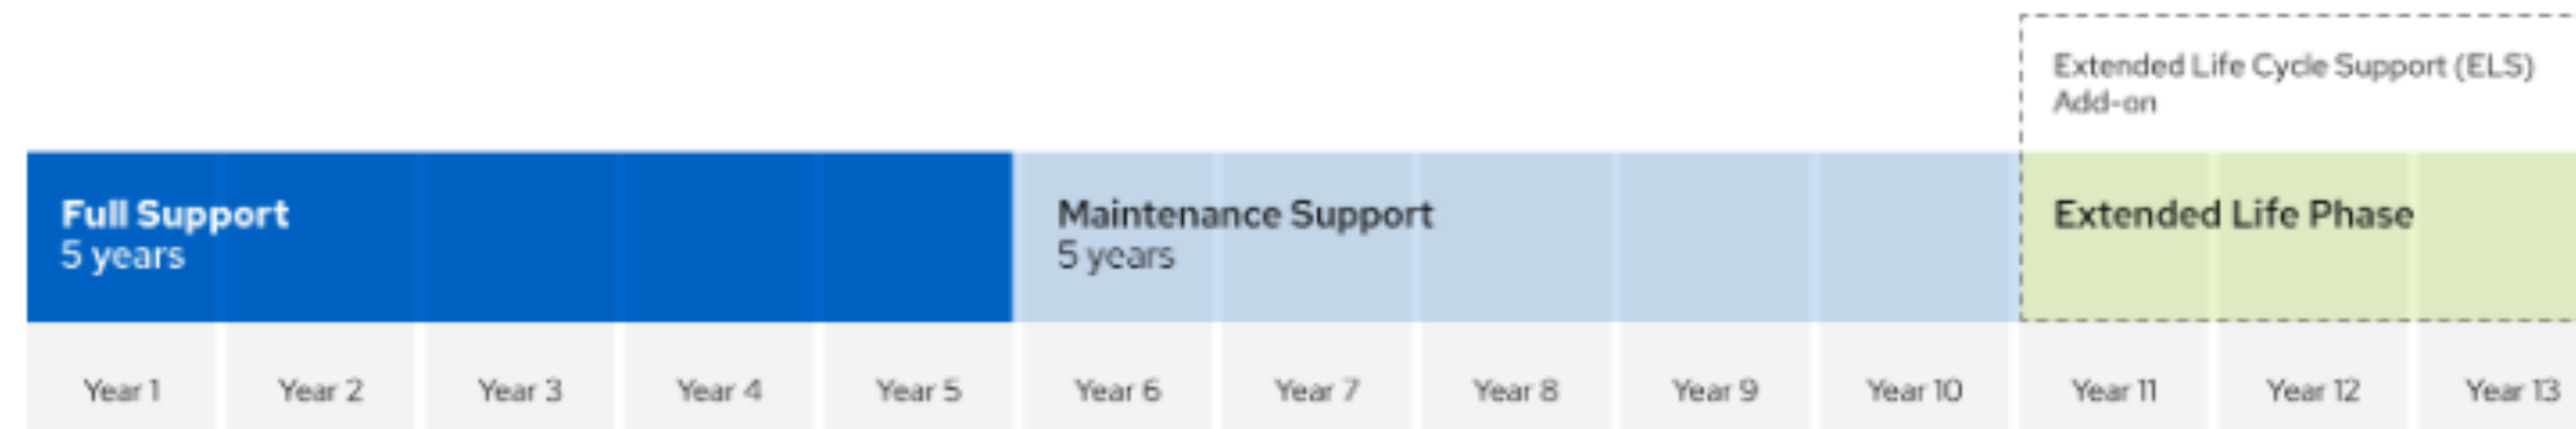 Extended Life Cycle Support (ELS)
Add-on
Full Support
5 years
Maintenance Support
5 years
Extended Life Phase
Year 1
Year 2
Year 3
Year 4
Year 5
Year 6
Year 7
Year 8
Year 9
Year 10
Year 11
Year 12
Year 13